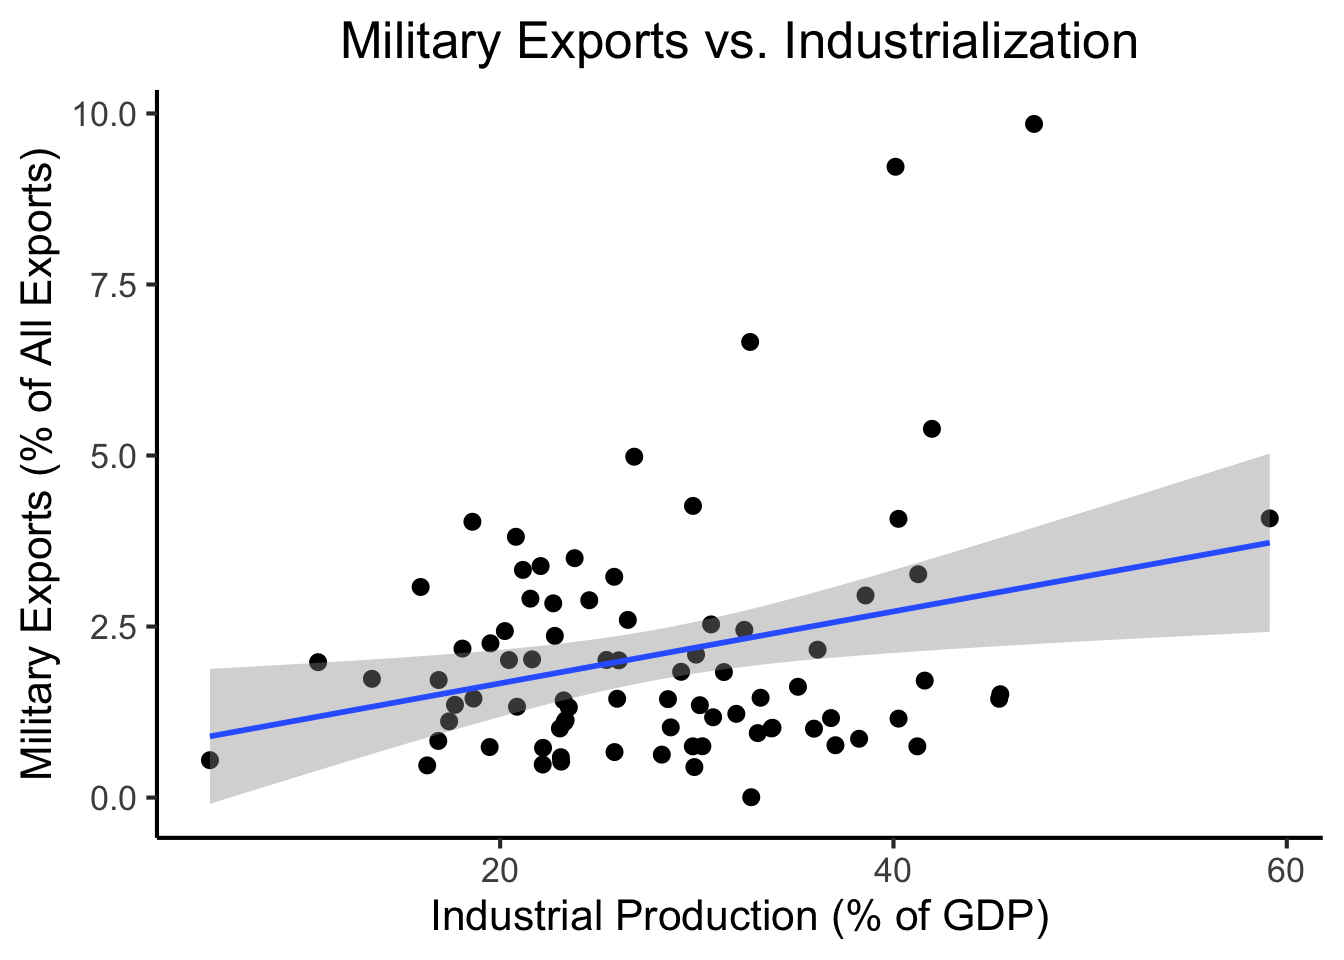 Military Exports vs. Industrialization
Military Exports (% of All Exports)
10.0
7.5
5.0
2.5
0.0
20
40
60
Industrial Production (% of GDP)